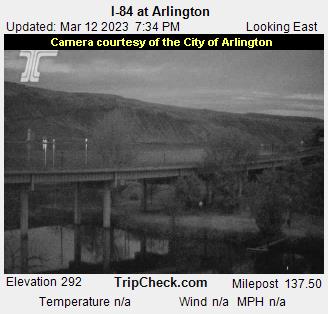 I-84 at Arlington
Updated: Mar 12 2023 7:34 PM Looking East
Camera courtesy of the City of Arlington
Elevation 292 TripCheck.com Milepost 137.50
Temperature n/a Wind n/a MPH n/a